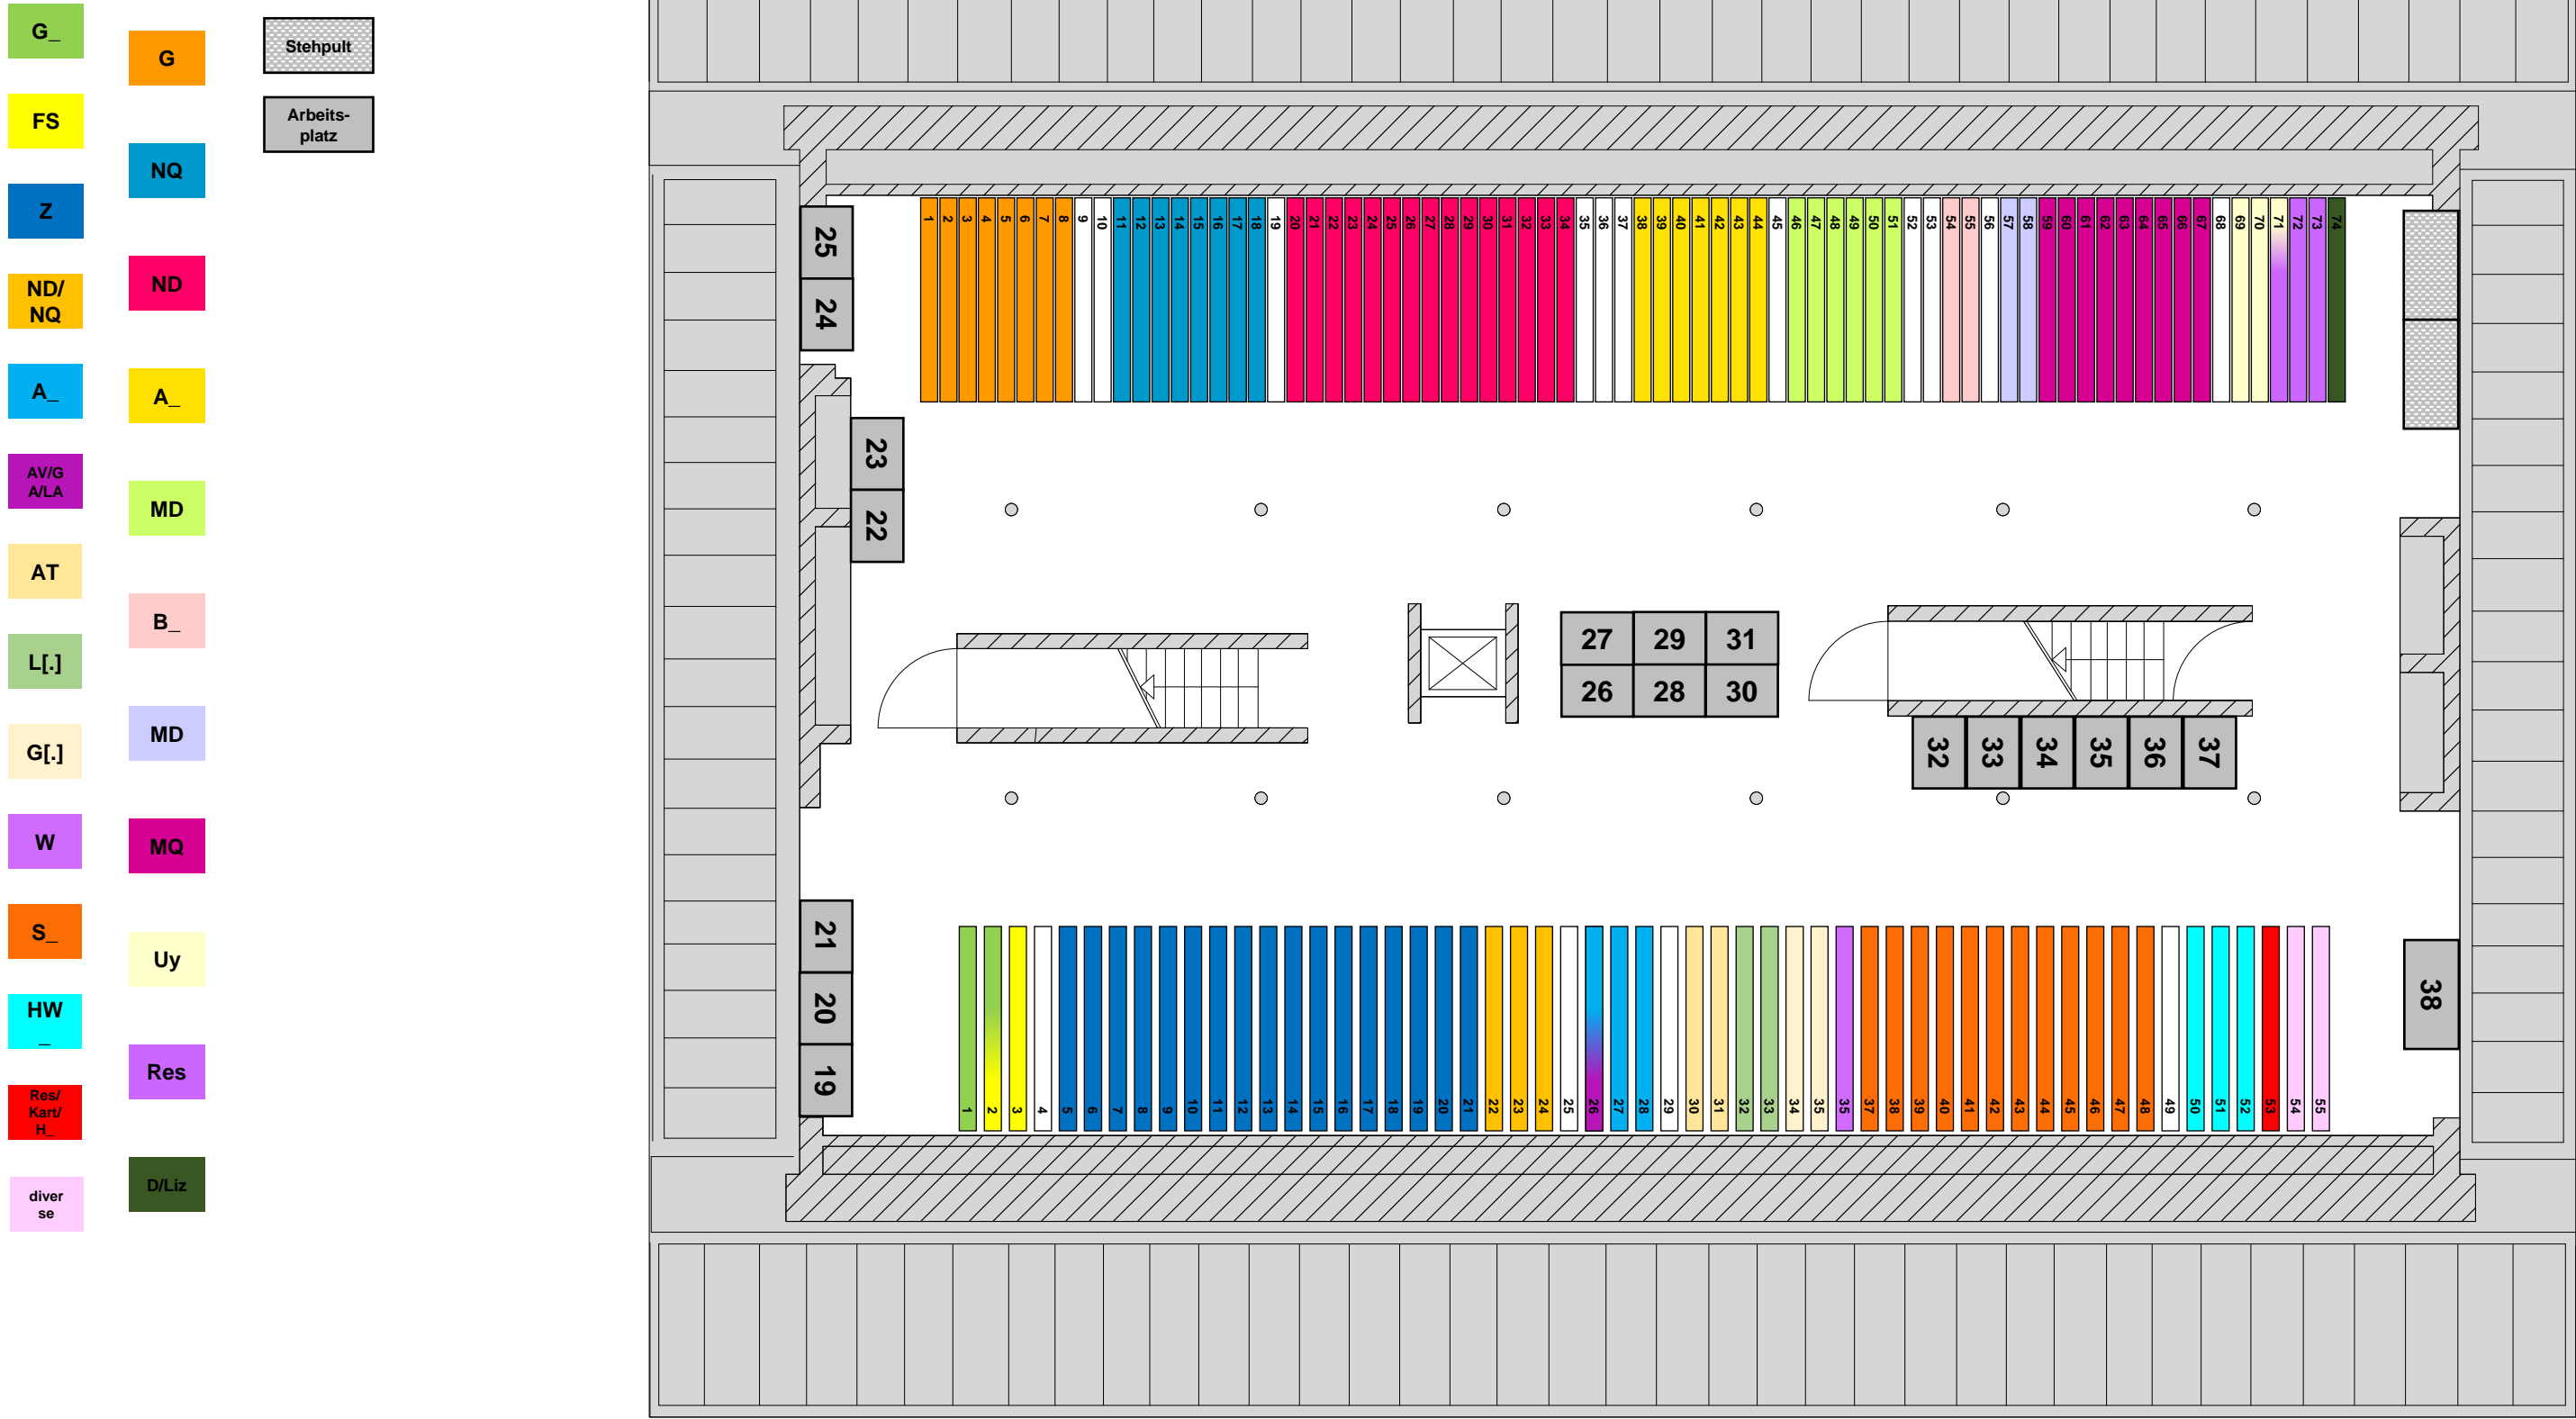 G_
FS
Z
ND/
NQ
A_
AV/G
A/LA
AT
L[.]
G[.]
W
S_
HW
_
Res/
Kart/
H_
diver
se
G
NQ
ND
A_
MD
B_
MD
MQ
Uy
Res
D/Liz
Stehpult
Arbeits-
platz
1 2 3 4 5 6 7 8 9 10 11 12 13 14 15 16 17 18 19 20 21 22 23 24 25 26 27 28 29 30 31 32 33 34 35 36 37 38 39 40 41 42 43 44 45 46 47 48 49 50 51 52 53 54 55 56 57 58 59 60 61 62 63 64 65 66 67 68 69 70 71 72 73 74
25
24
23
22
27 29 31
26 28 30
32 33 34 35 36 37
21
20
19
38
1 2 3 4 5 6 7 8 9 10 11 12 13 14 15 16 17 18 19 20 21 22 23 24 25 26 27 28 29 30 31 32 33 34 35 35 37 38 39 40 41 42 43 44 45 46 47 48 49 50 51 52 53 54 55